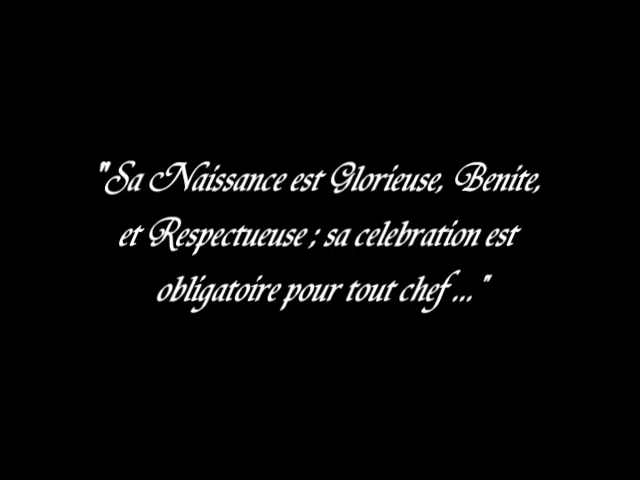 "Sa Naissance est Glorieuse, Benite,
et Respectueuse ; sa celebration est
obligatoire pour tout chef ... "